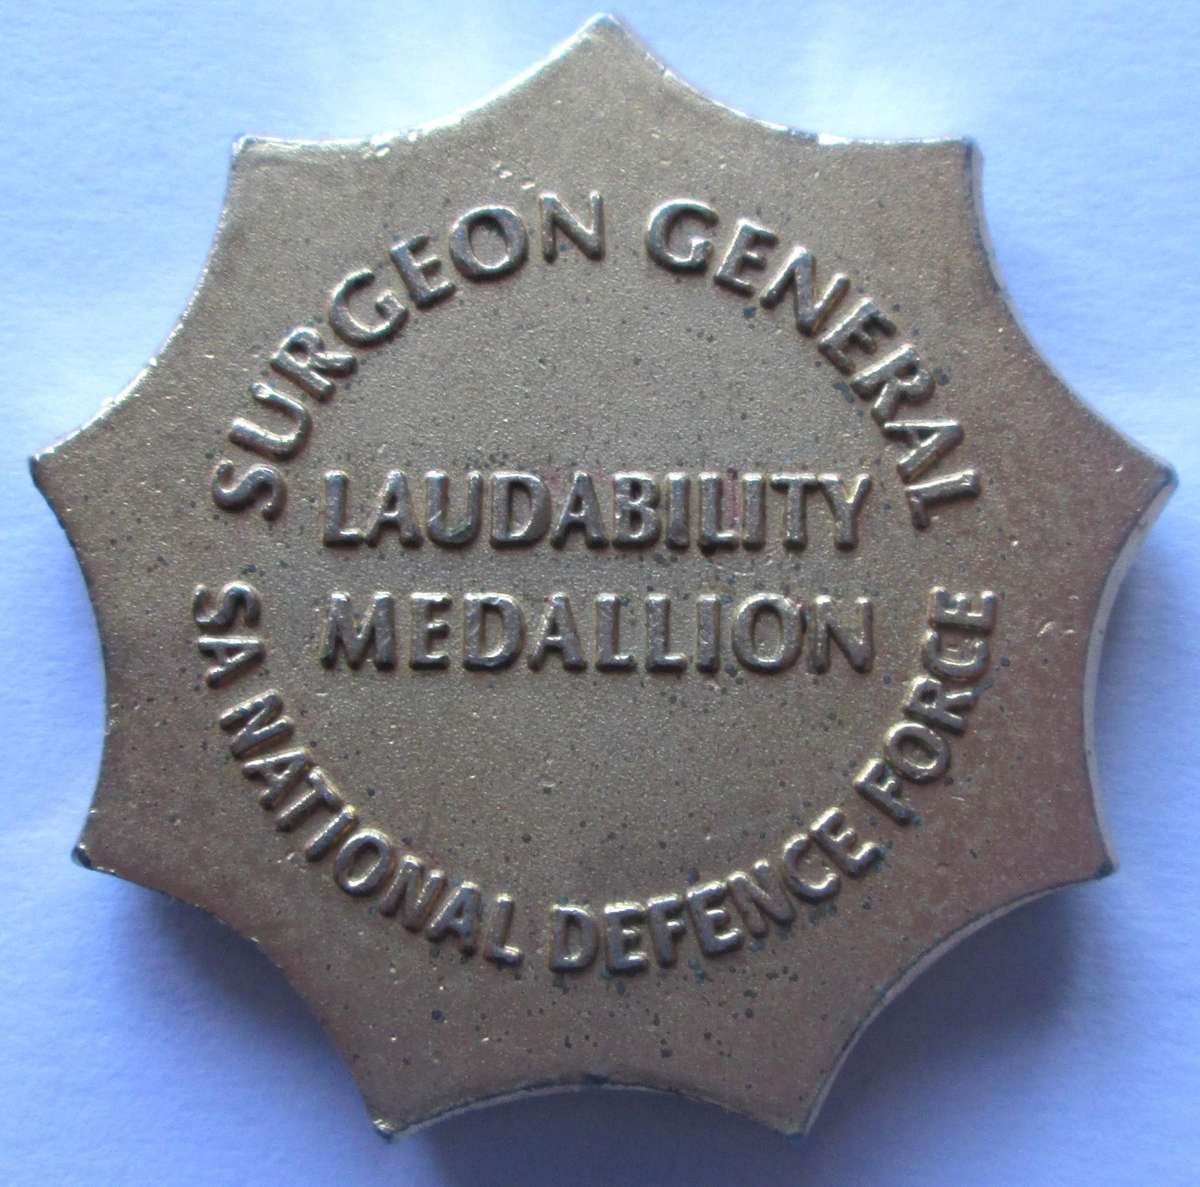 SURGEON GENERAL
LAUDABILITY
MEDALLION
SA NATIONAL DEFENCE FORCE